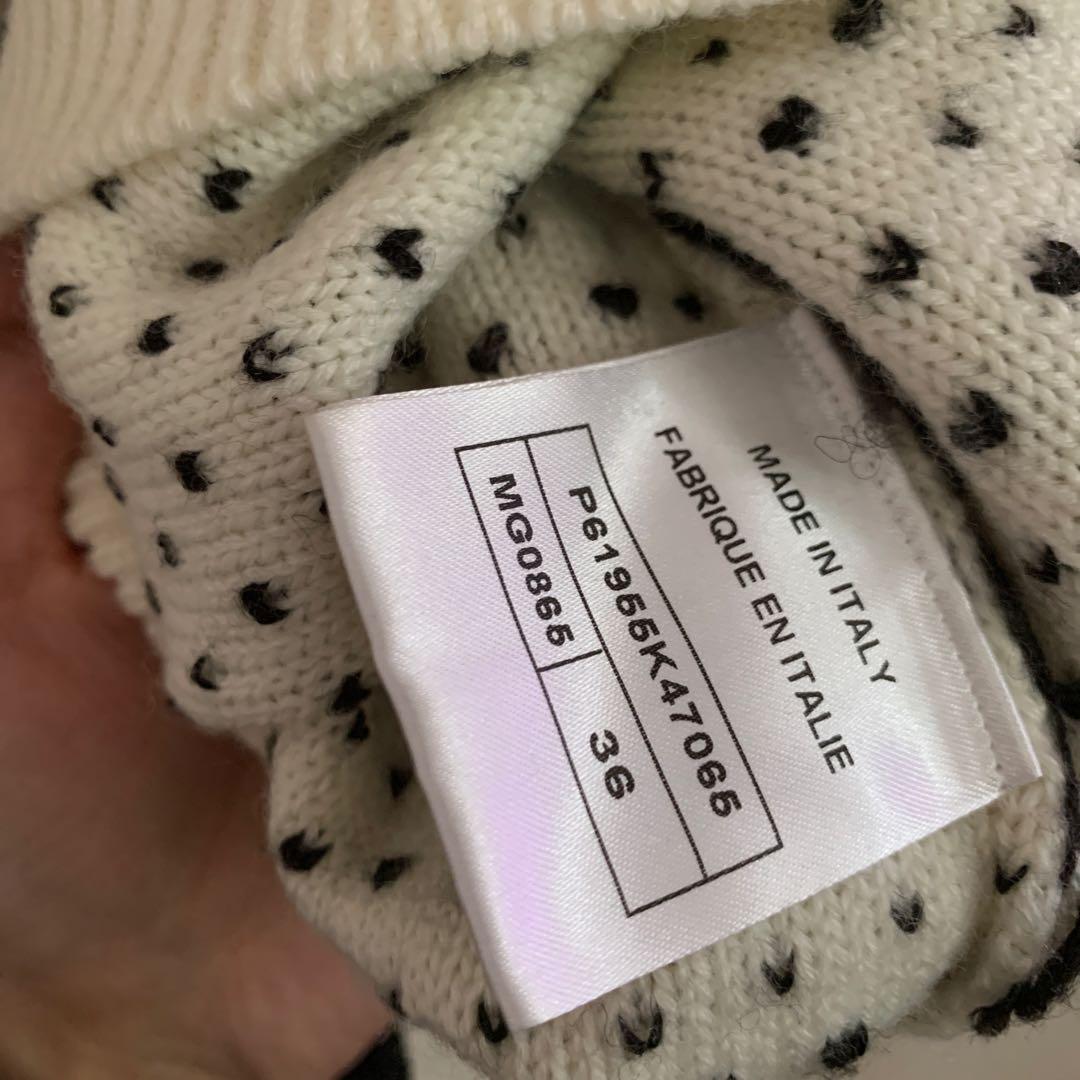 MADE IN ITALY
FABRIQUE EN ITALIE
P61955K47065
MG0865 36